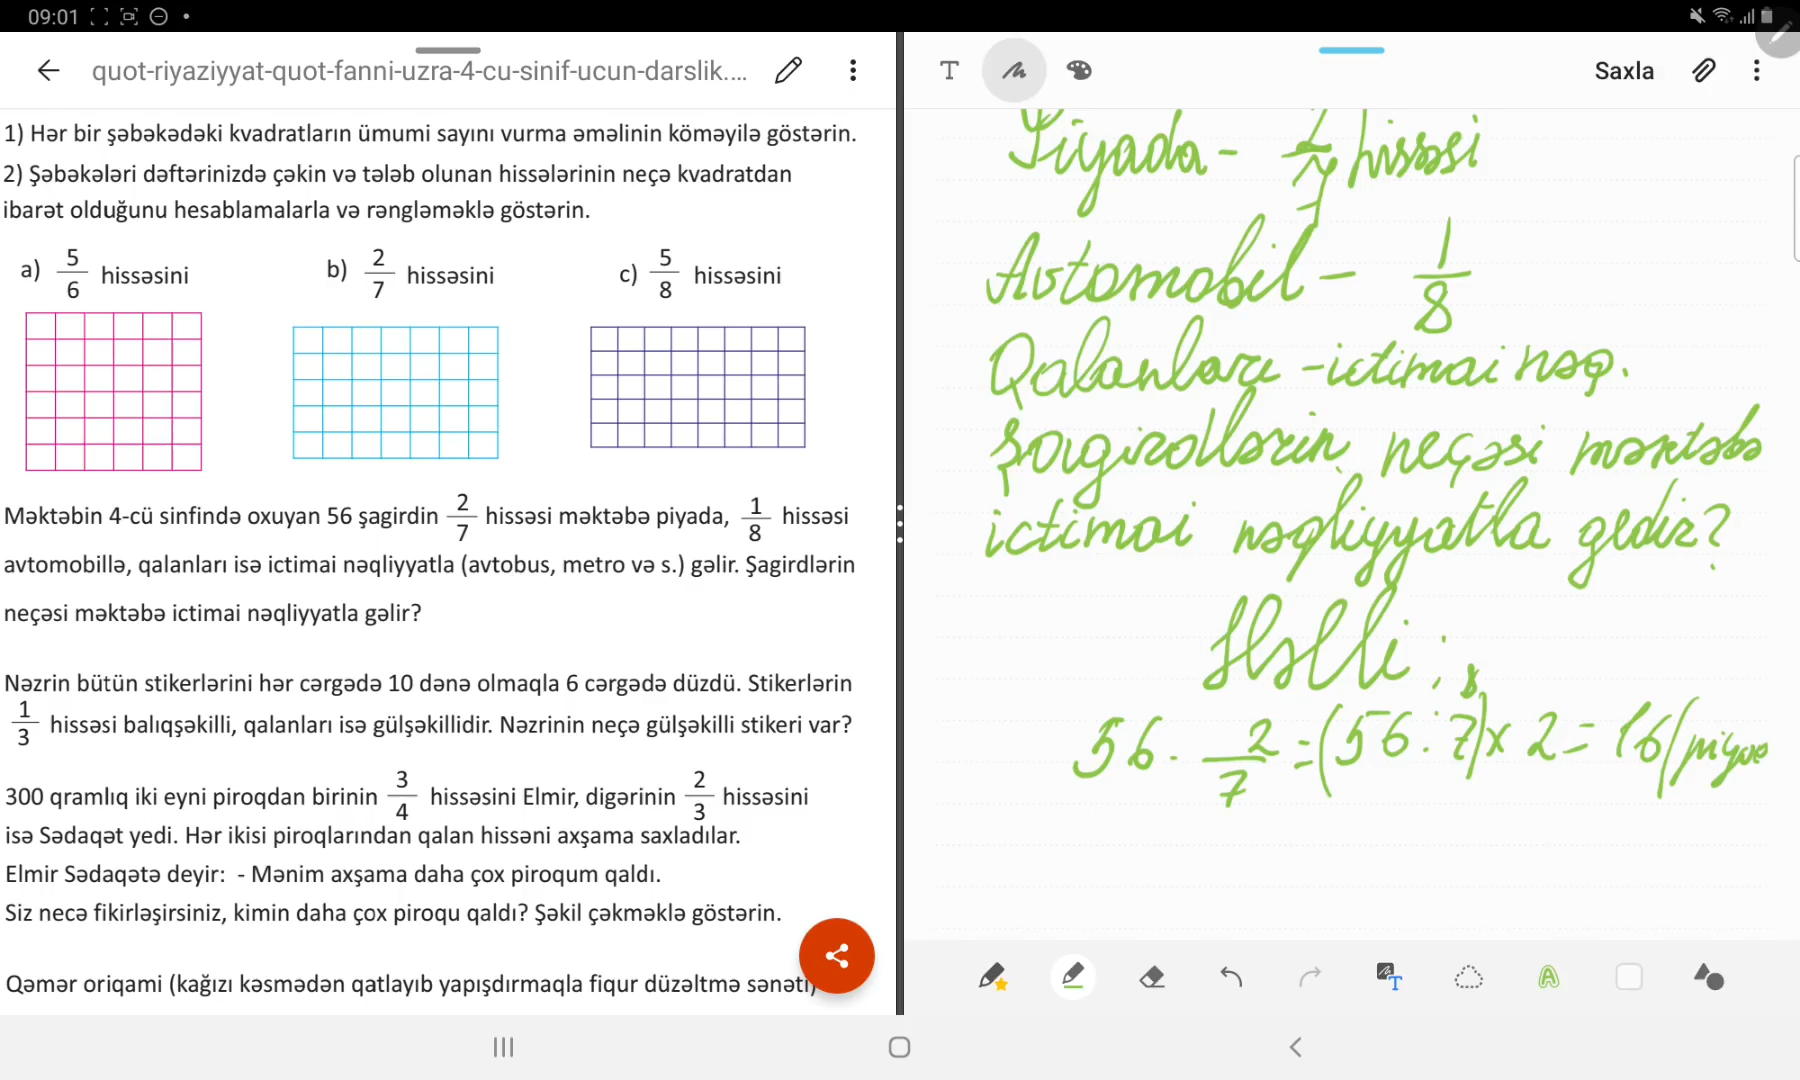 09:01
quot-riyaziyyat-quot-fanni-uzra-4-cu-sinif-ucun-darslik....
1) Hər bir şəbəkədəki kvadratların ümumi sayını vurma əməlinin köməyilə göstərin.
2) Şəbəkələri dəftərinizdə çəkin və tələb olunan hissələrinin neçə kvadratdan
ibarət olduğunu hesablamalarla və rəngləməklə göstərin.
a) 5/6 hissəsini b) 2/7 hissəsini c) 5/8 hissəsini
Məktəbin 4-cü sinfində oxuyan 56 şagirdin 2/7 hissəsi məktəbə piyada, 1/8 hissəsi
avtomobillə, qalanları isə ictimai nəqliyyatla (avtobus, metro və s.) gəlir. Şagirdlərin
neçəsi məktəbə ictimai nəqliyyatla gəlir?
Nəzrin bütün stikerlərini hər cərgədə 10 dənə olmaqla 6 cərgədə düzdü. Stikerlərin
1/3 hissəsi balıqşəkilli, qalanları isə gülşəkillidir. Nəzrinin neçə gülşəkilli stikeri var?
300 qramlıq iki eyni piroqdan birinin 3/4 hissəsini Elmir, digərinin 2/3 hissəsini
isə Sədaqət yedi. Hər ikisi piroqlarından qalan hissəni axşama saxladılar.
Elmir Sədaqətə deyir: - Mənim axşama daha çox piroqum qaldı.
Siz necə fikirləşirsiniz, kimin daha çox piroqu qaldı? Şəkil çəkməklə göstərin.
Qəmər oriqami (kağızı kəsmədən qatlayıb yapışdırmaqla fiqur düzəltmə sənəti)
T
Saxla
Piyada - 2/7 hissəsi
Avtomobil - 1/8
Qalanları - ictimai nəq.
Şagirdlərin neçəsi məktəbə
ictimai nəqliyyatla gedir?
Həlli:
8
56 · 2/7 = (56 : 7) x 2 = 16 (piyad